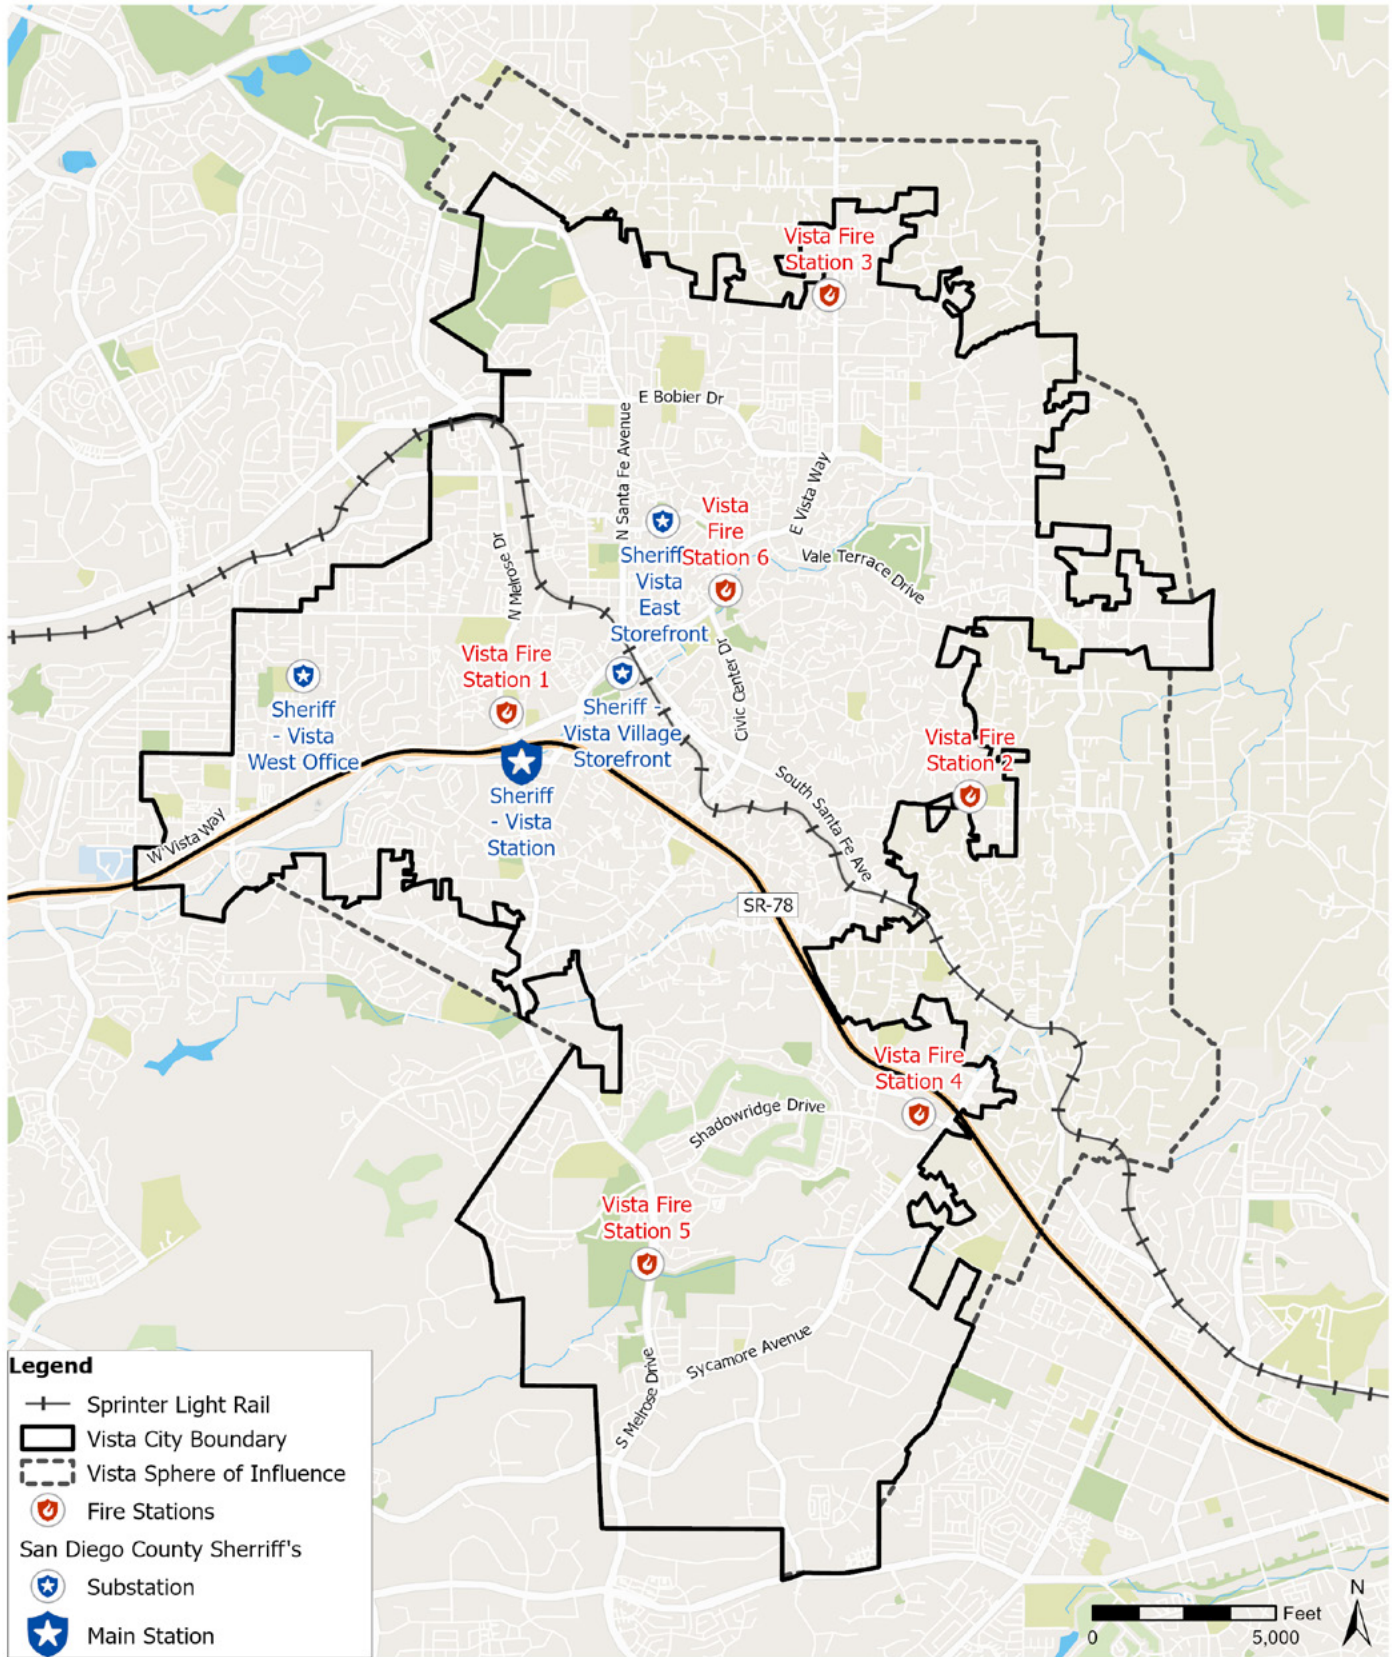 Vista Fire
Station 3
E Bobier Dr
N Santa Fe Avenue
E Vista Way
Vista
Fire
Station 6
Sheriff
Vista
East
Storefront
Vale Terrace Drive
N Melrose Dr
Vista Fire
Station 1
Civic Center Dr
Sheriff
- Vista
West Office
Sheriff -
Vista Village
Storefront
Vista Fire
Station 2
Sheriff
- Vista
Station
South Santa Fe Ave
W Vista Way
SR-78
Vista Fire
Station 4
Shadowridge Drive
Vista Fire
Station 5
Sycamore Avenue
S Melrose Drive
Legend
Sprinter Light Rail
Vista City Boundary
Vista Sphere of Influence
Fire Stations
San Diego County Sherriff's
Substation
Main Station
N
Feet
0 5,000